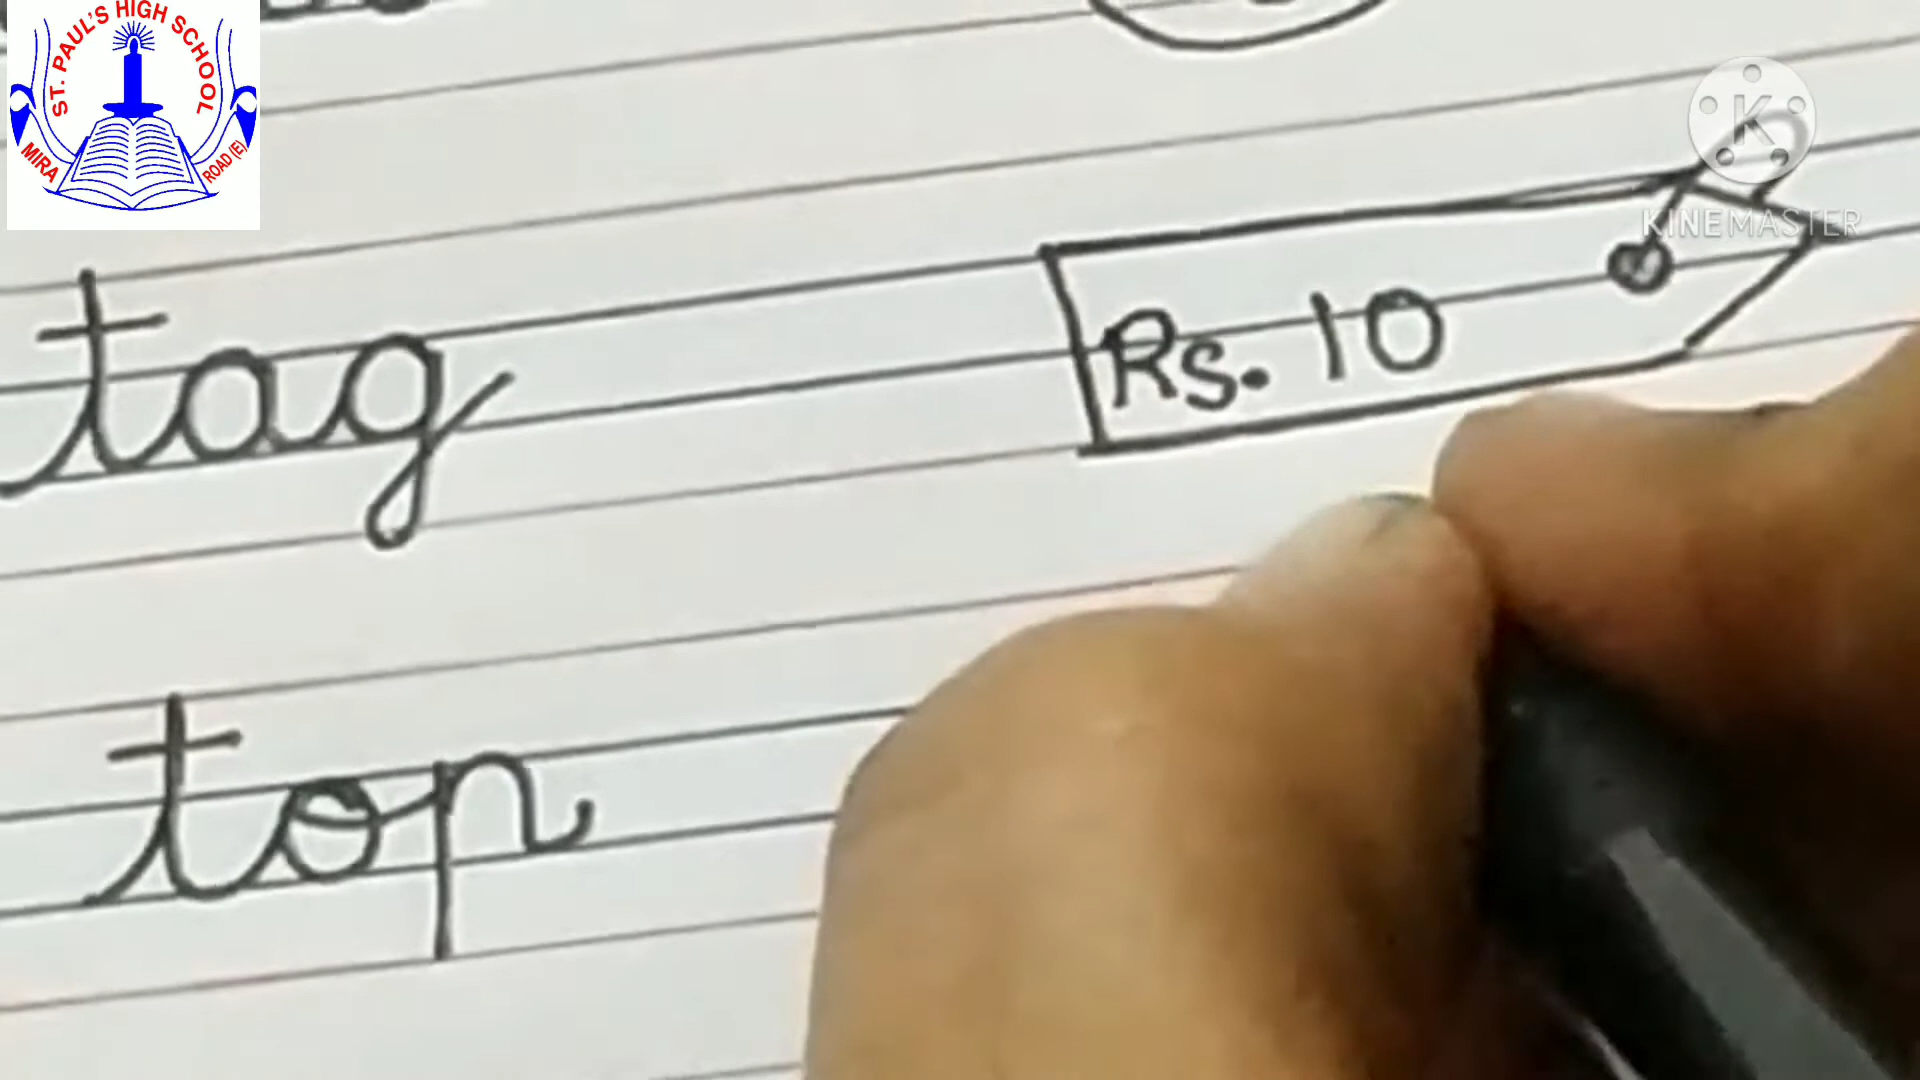 ST. PAUL'S HIGH SCHOOL
MIRA ROAD (E)
K
KINEMASTER
tag
Rs. 10
top